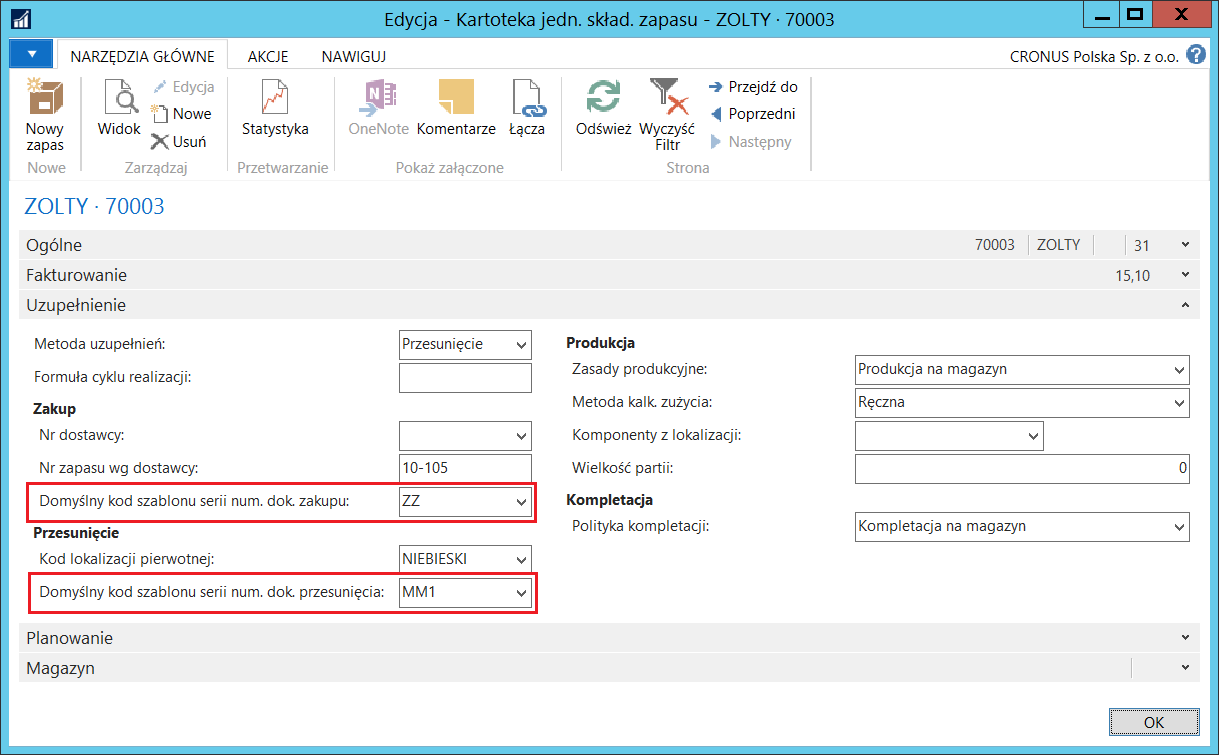 Edycja - Kartoteka jedn. skład. zapasu - ZOLTY · 70003
NARZĘDZIA GŁÓWNE AKCJE NAWIGUJ CRONUS Polska Sp. z o.o. ?
Nowy zapas
Nowe
Widok
Edycja
Nowe
Usuń
Zarządzaj
Statystyka
Przetwarzanie
N
OneNote
Komentarze
Łącza
Pokaż załączone
Odśwież
Wyczyść Filtr
Przejdź do
Poprzedni
Następny
Strona
ZOLTY · 70003
Ogólne 70003 ZOLTY 31
Fakturowanie 15,10
Uzupełnienie
Metoda uzupełnień: Przesunięcie
Formuła cyklu realizacji:
Zakup
Nr dostawcy:
Nr zapasu wg dostawcy: 10-105
Domyślny kod szablonu serii num. dok. zakupu: ZZ
Przesunięcie
Kod lokalizacji pierwotnej: NIEBIESKI
Domyślny kod szablonu serii num. dok. przesunięcia: MM1
Produkcja
Zasady produkcyjne: Produkcja na magazyn
Metoda kalk. zużycia: Ręczna
Komponenty z lokalizacji:
Wielkość partii: 0
Kompletacja
Polityka kompletacji: Kompletacja na magazyn
Planowanie
Magazyn
OK